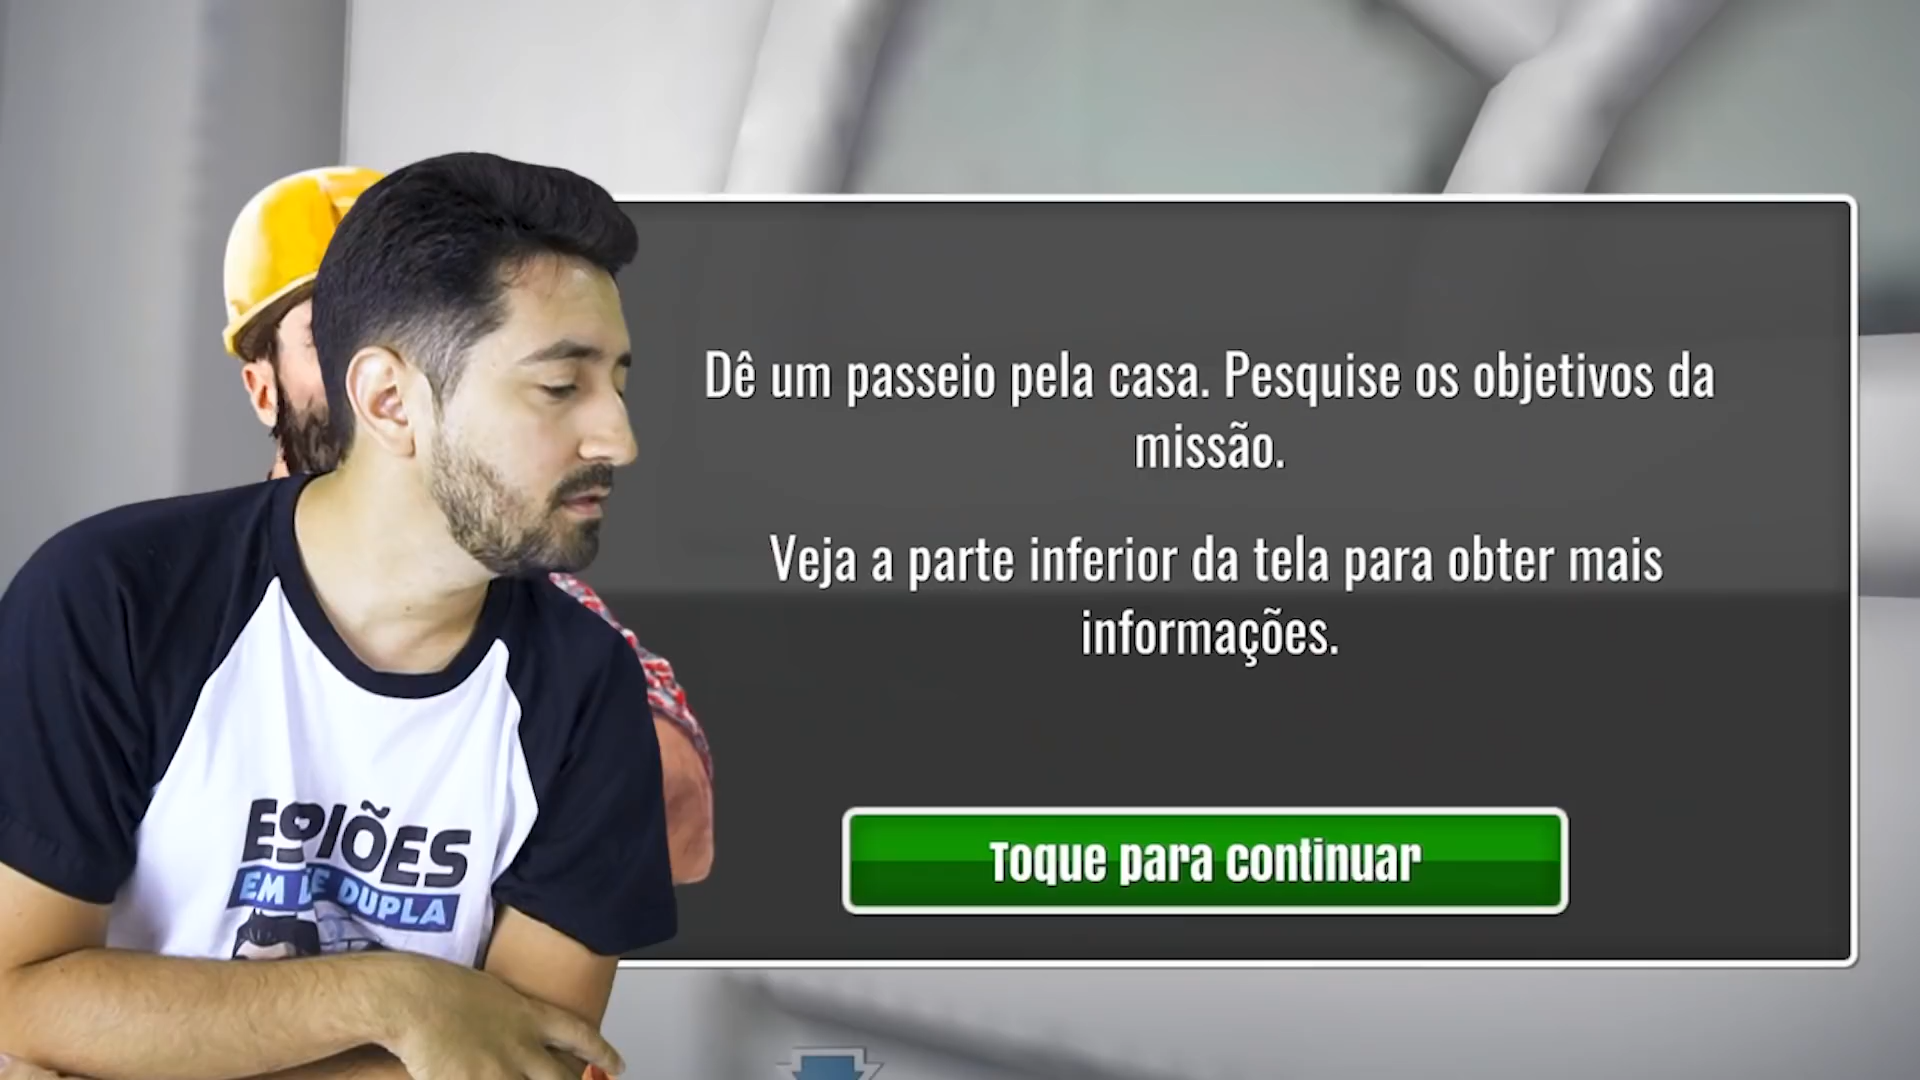 Dê um passeio pela casa. Pesquise os objetivos da
missão.
Veja a parte inferior da tela para obter mais
informações.
Toque para continuar
ESPIÕES
EM DUPLA